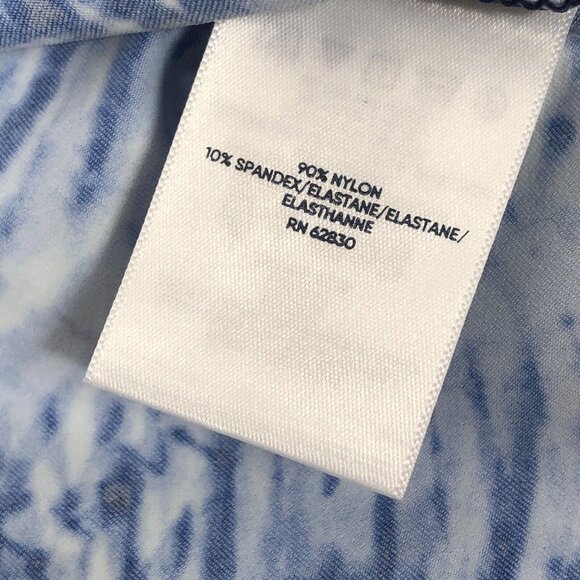 90% NYLON
10% SPANDEX/ELASTANE/ELASTANE/
ELASTHANNE
RN 62830